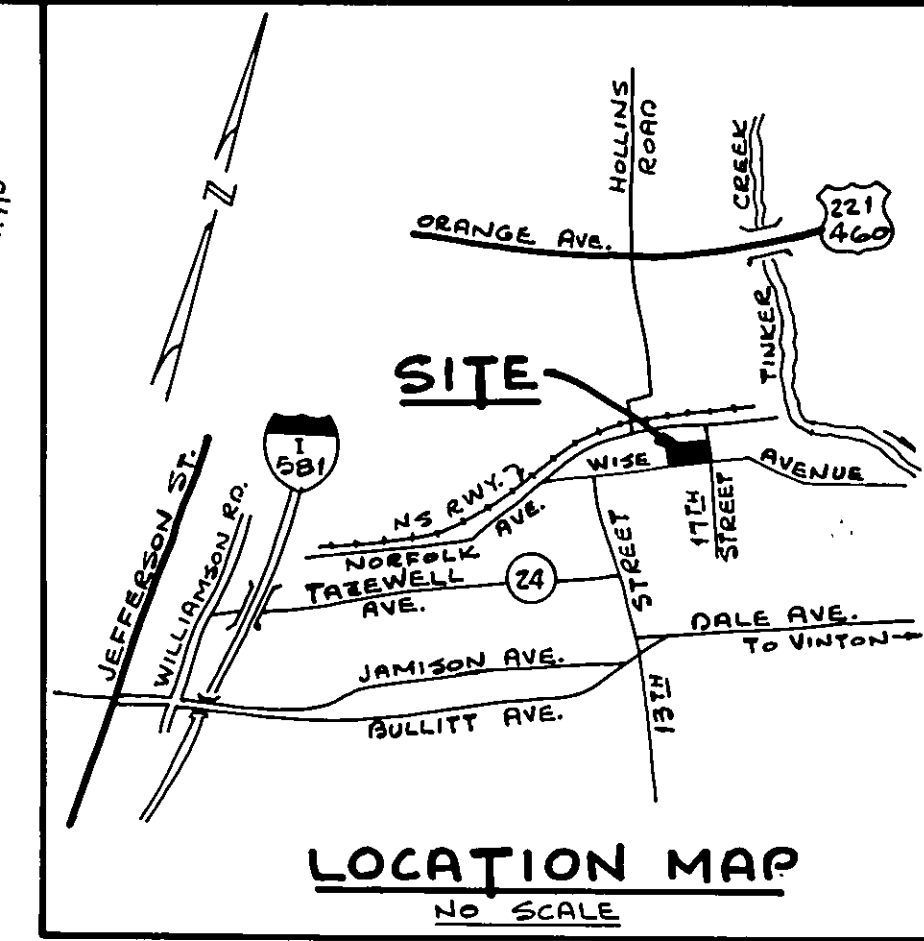 N
HOLLINS
ROAD
CREEK
ORANGE AVE.
221
460
TINKER
SITE
I
581
WISE
AVENUE
NS RWY.
NORFOLK
AVE.
17TH
STREET
JEFFERSON ST.
WILLIAMSON RD.
TAZEWELL
AVE.
24
STREET
13TH
DALE AVE.
TO VINTON
JAMISON AVE.
BULLITT AVE.
LOCATION MAP
NO SCALE